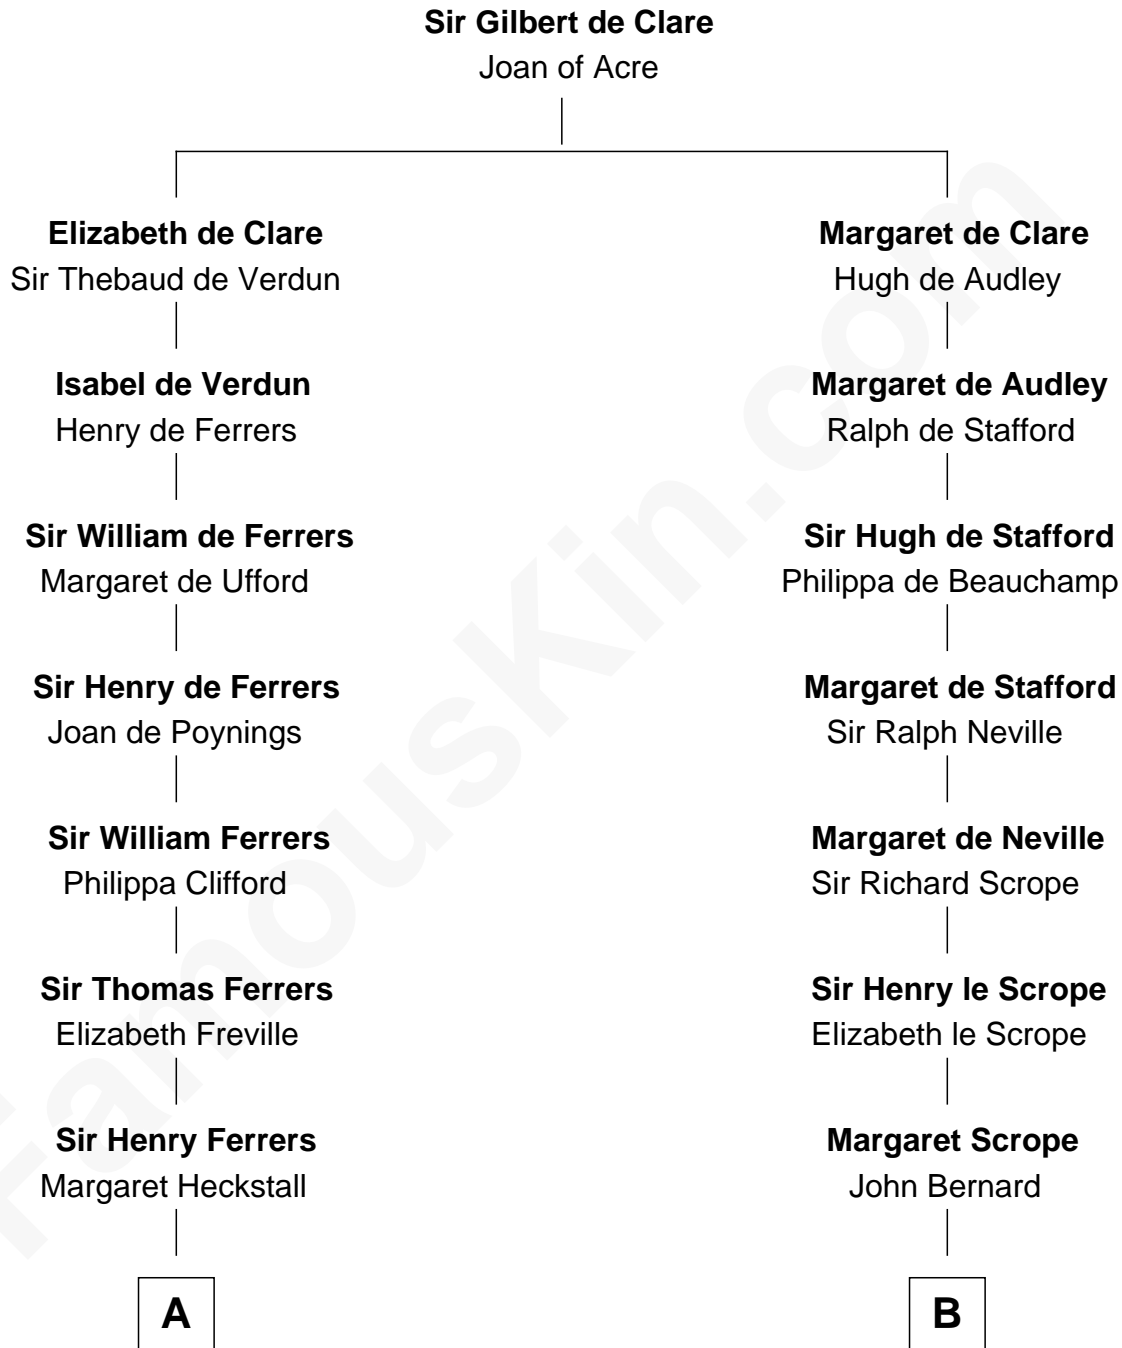 Sir Gilbert de Clare
Joan of Acre
Elizabeth de Clare
Sir Thebaud de Verdun
Margaret de Clare
Hugh de Audley
Isabel de Verdun
Henry de Ferrers
Margaret de Audley
Ralph de Stafford
Sir William de Ferrers
Margaret de Ufford
Sir Hugh de Stafford
Philippa de Beauchamp
Sir Henry de Ferrers
Joan de Poynings
Margaret de Stafford
Sir Ralph Neville
Sir William Ferrers
Philippa Clifford
Margaret de Neville
Sir Richard Scrope
Sir Thomas Ferrers
Elizabeth Freville
Sir Henry le Scrope
Elizabeth le Scrope
Sir Henry Ferrers
Margaret Heckstall
Margaret Scrope
John Bernard
A
B
FamousKin.com